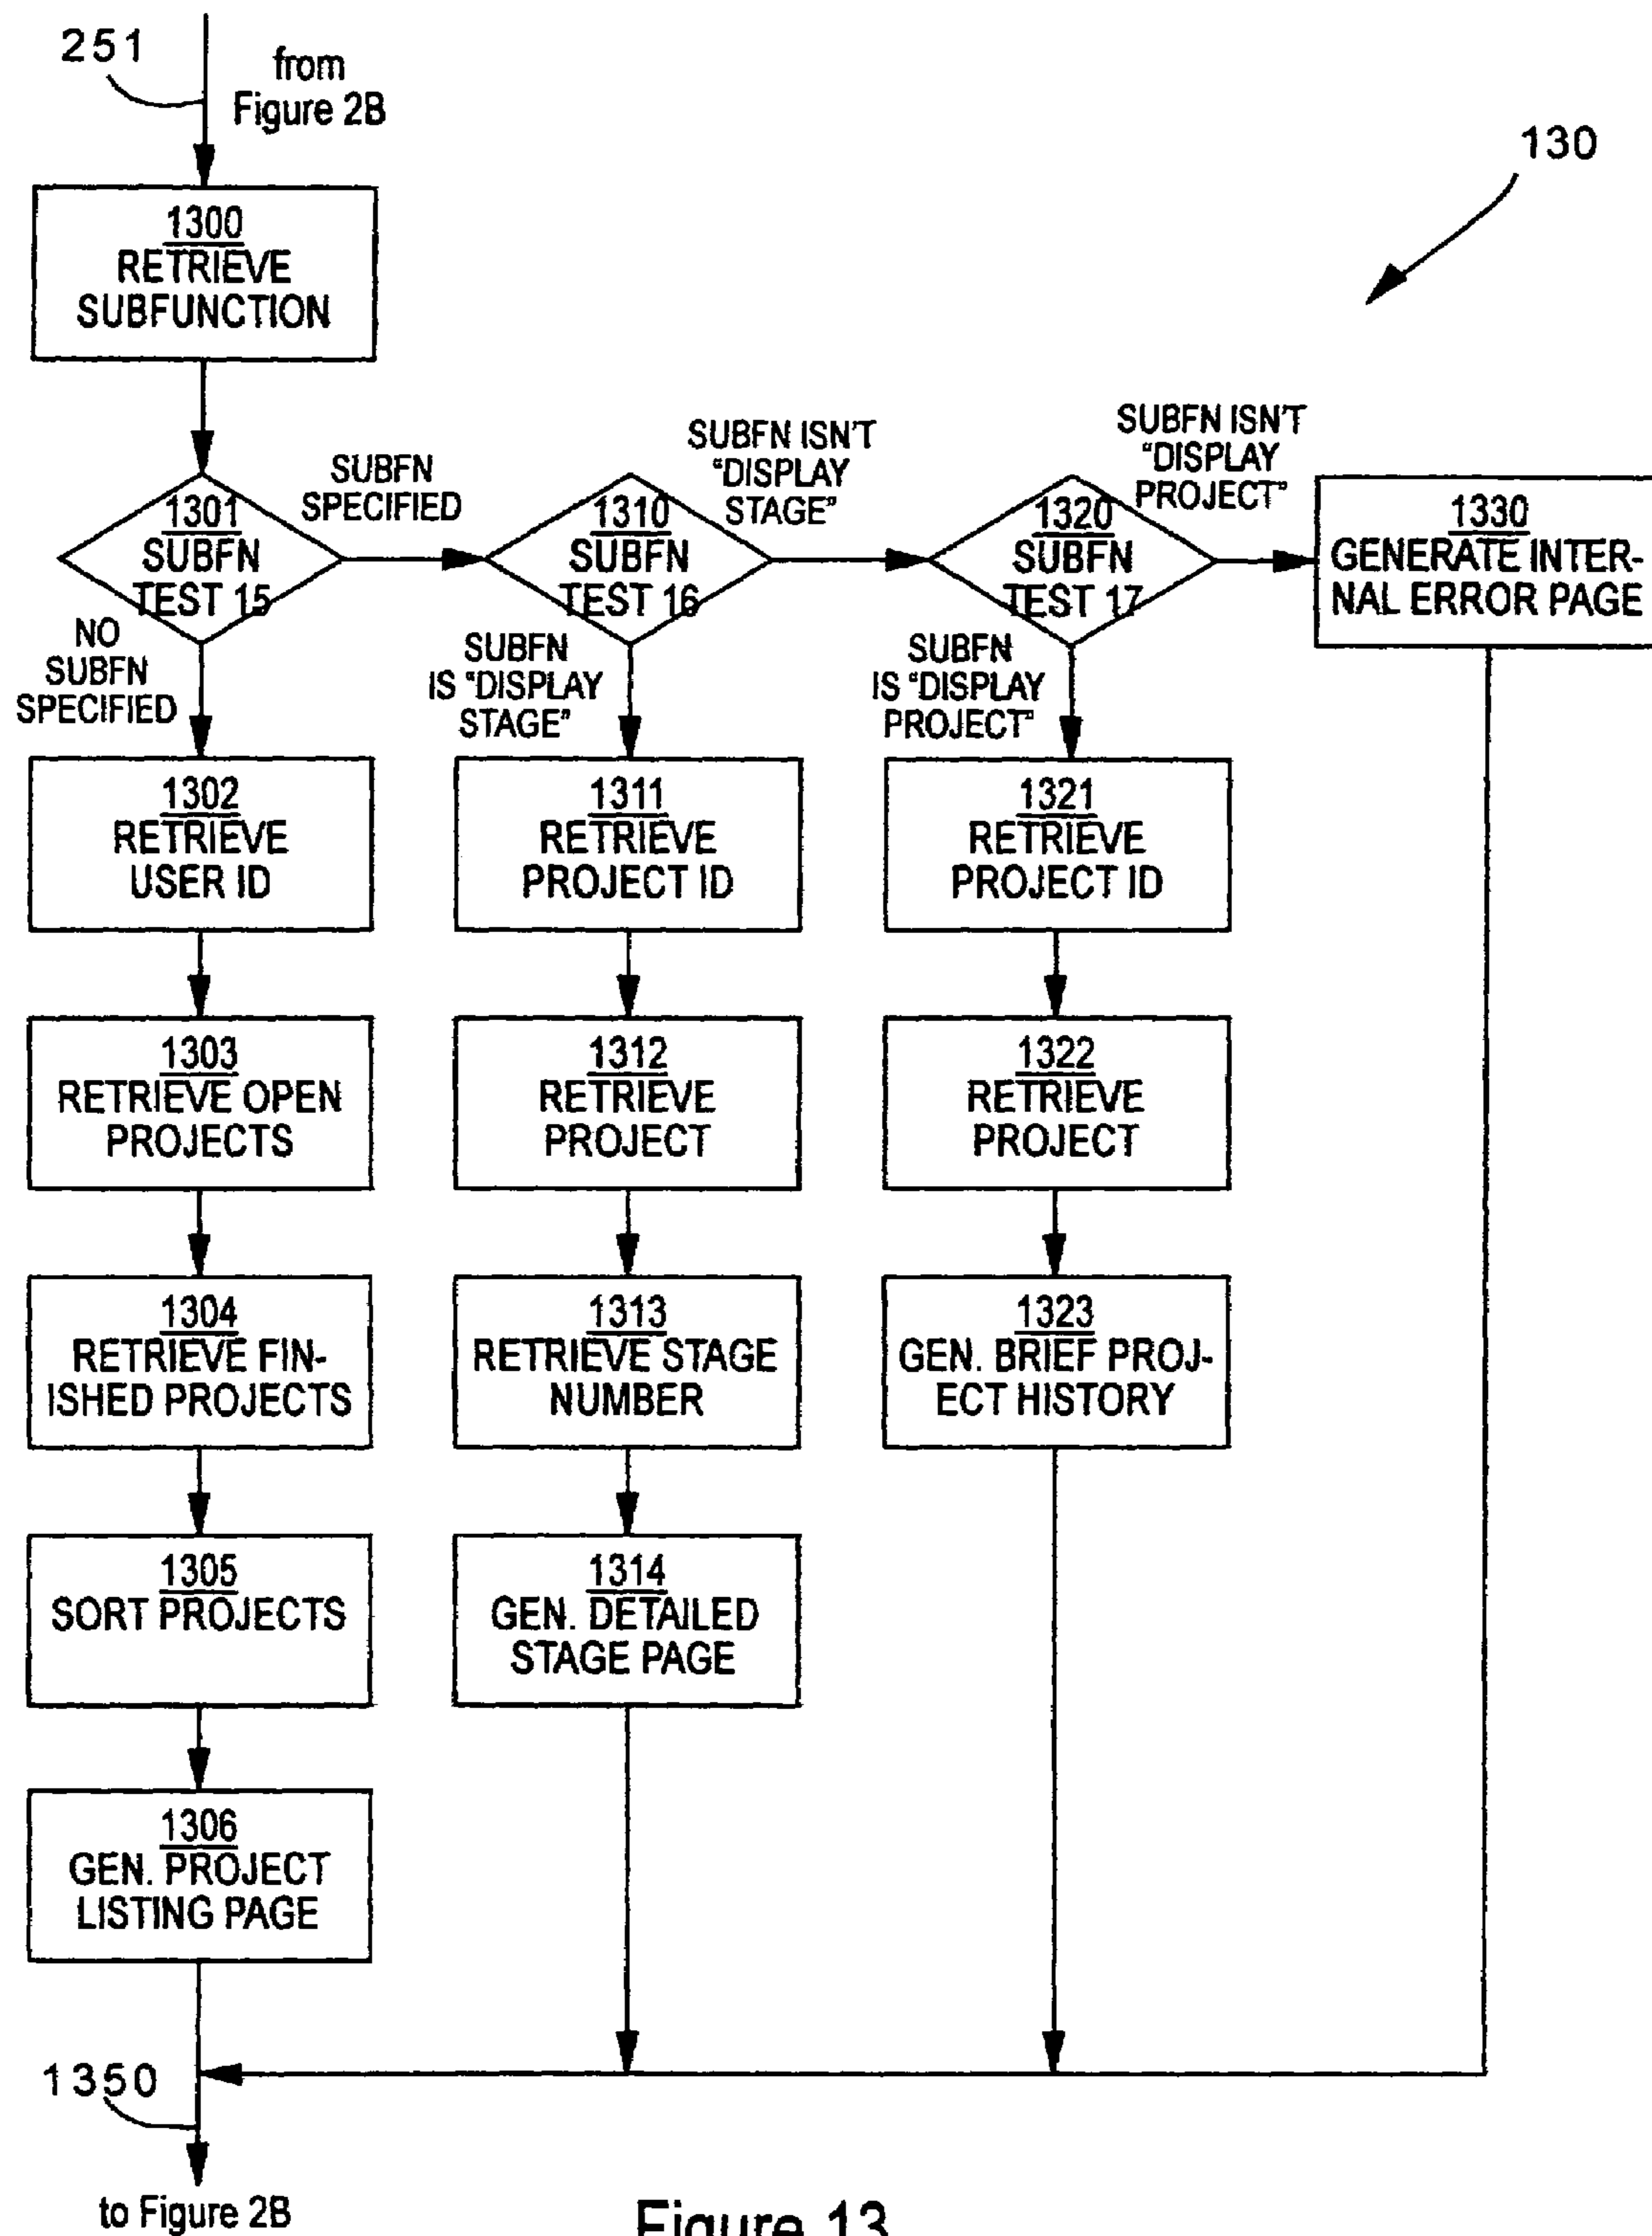 251
from
Figure 2B
130
1300
RETRIEVE
SUBFUNCTION
1301
SUBFN
TEST 15
SUBFN
SPECIFIED
NO
SUBFN
SPECIFIED
1310
SUBFN
TEST 16
SUBFN ISN'T
"DISPLAY
STAGE"
SUBFN
IS "DISPLAY
STAGE"
1320
SUBFN
TEST 17
SUBFN ISN'T
"DISPLAY
PROJECT"
SUBFN
IS "DISPLAY
PROJECT"
1330
GENERATE INTER-
NAL ERROR PAGE
1302
RETRIEVE
USER ID
1311
RETRIEVE
PROJECT ID
1321
RETRIEVE
PROJECT ID
1303
RETRIEVE OPEN
PROJECTS
1312
RETRIEVE
PROJECT
1322
RETRIEVE
PROJECT
1304
RETRIEVE FIN-
ISHED PROJECTS
1313
RETRIEVE STAGE
NUMBER
1323
GEN. BRIEF PROJ-
ECT HISTORY
1305
SORT PROJECTS
1314
GEN. DETAILED
STAGE PAGE
1306
GEN. PROJECT
LISTING PAGE
1350
to Figure 2B
Figure 13